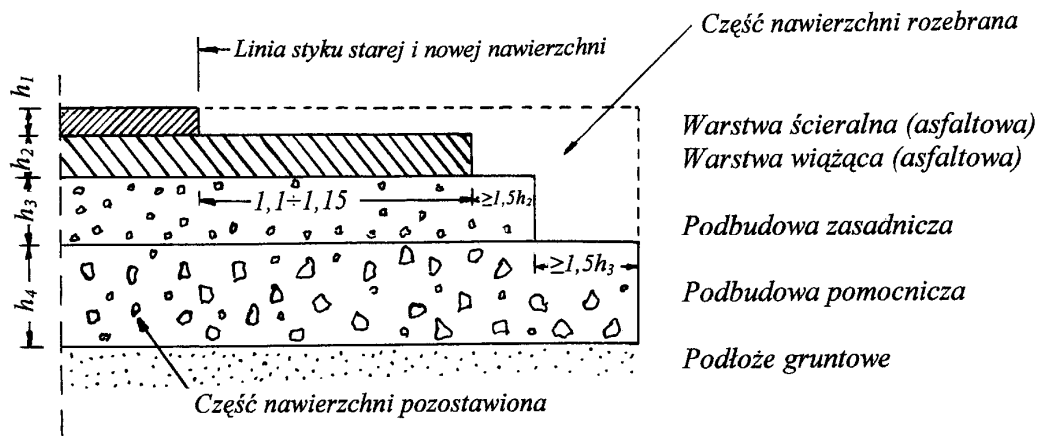 Część nawierzchni rozebrana
Linia styku starej i nowej nawierzchni
h1
h2
h3
h4
Warstwa ścieralna (asfaltowa)
Warstwa wiążąca (asfaltowa)
1,1÷1,15
≥1,5h2
Podbudowa zasadnicza
≥1,5h3
Podbudowa pomocnicza
Podłoże gruntowe
Część nawierzchni pozostawiona